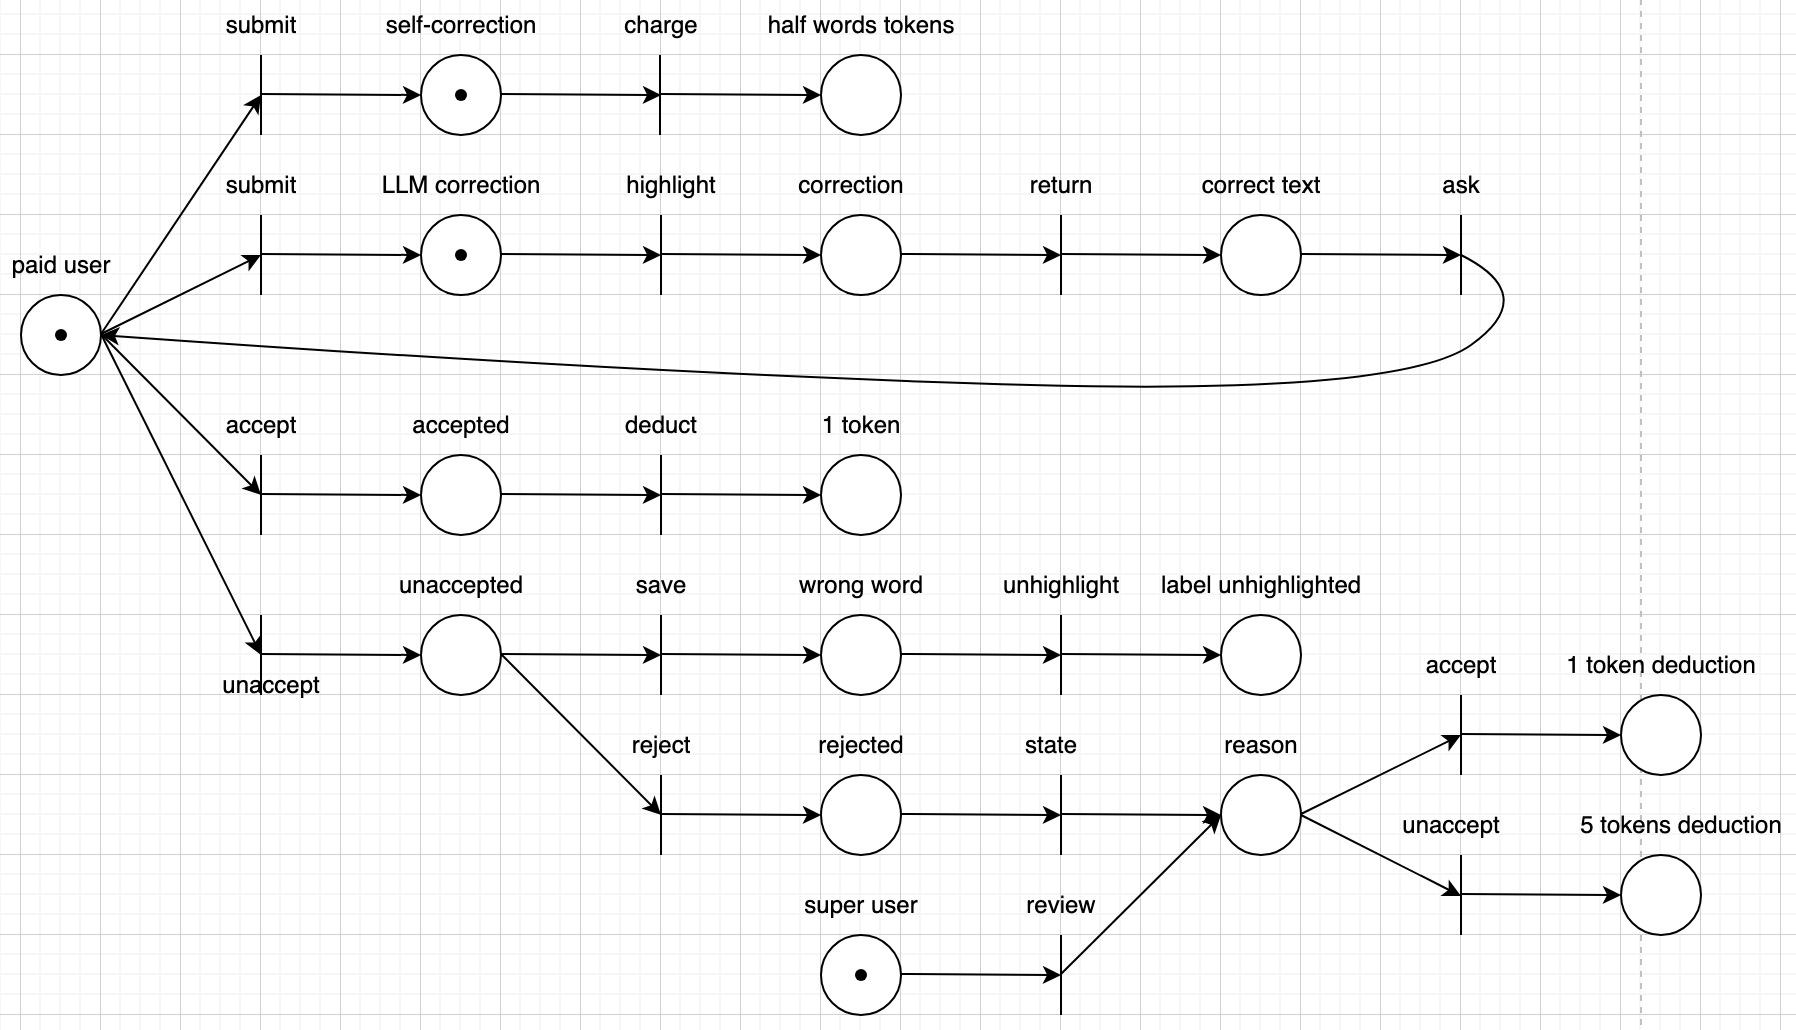 submit
self-correction
charge
half words tokens
submit
LLM correction
highlight
correction
return
correct text
ask
paid user
accept
accepted
deduct
1 token
unaccepted
save
wrong word
unhighlight
label unhighlighted
unaccept
accept
1 token deduction
reject
rejected
state
reason
unaccept
5 tokens deduction
super user
review